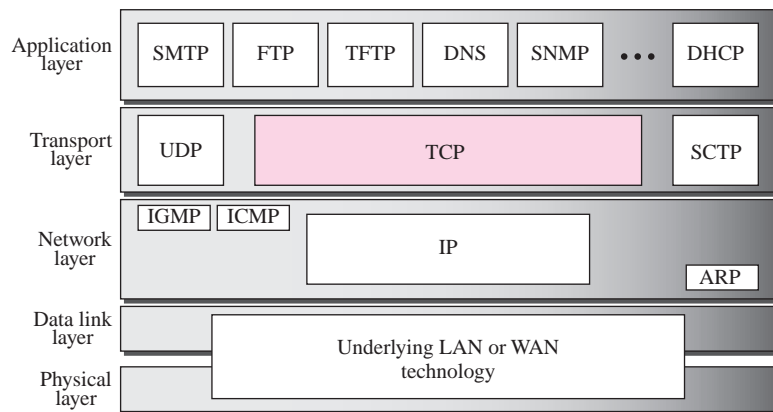 Application
layer
SMTP FTP TFTP DNS SNMP ••• DHCP
Transport
layer
UDP TCP SCTP
IGMP ICMP
Network
layer
IP
ARP
Data link
layer
Underlying LAN or WAN
technology
Physical
layer